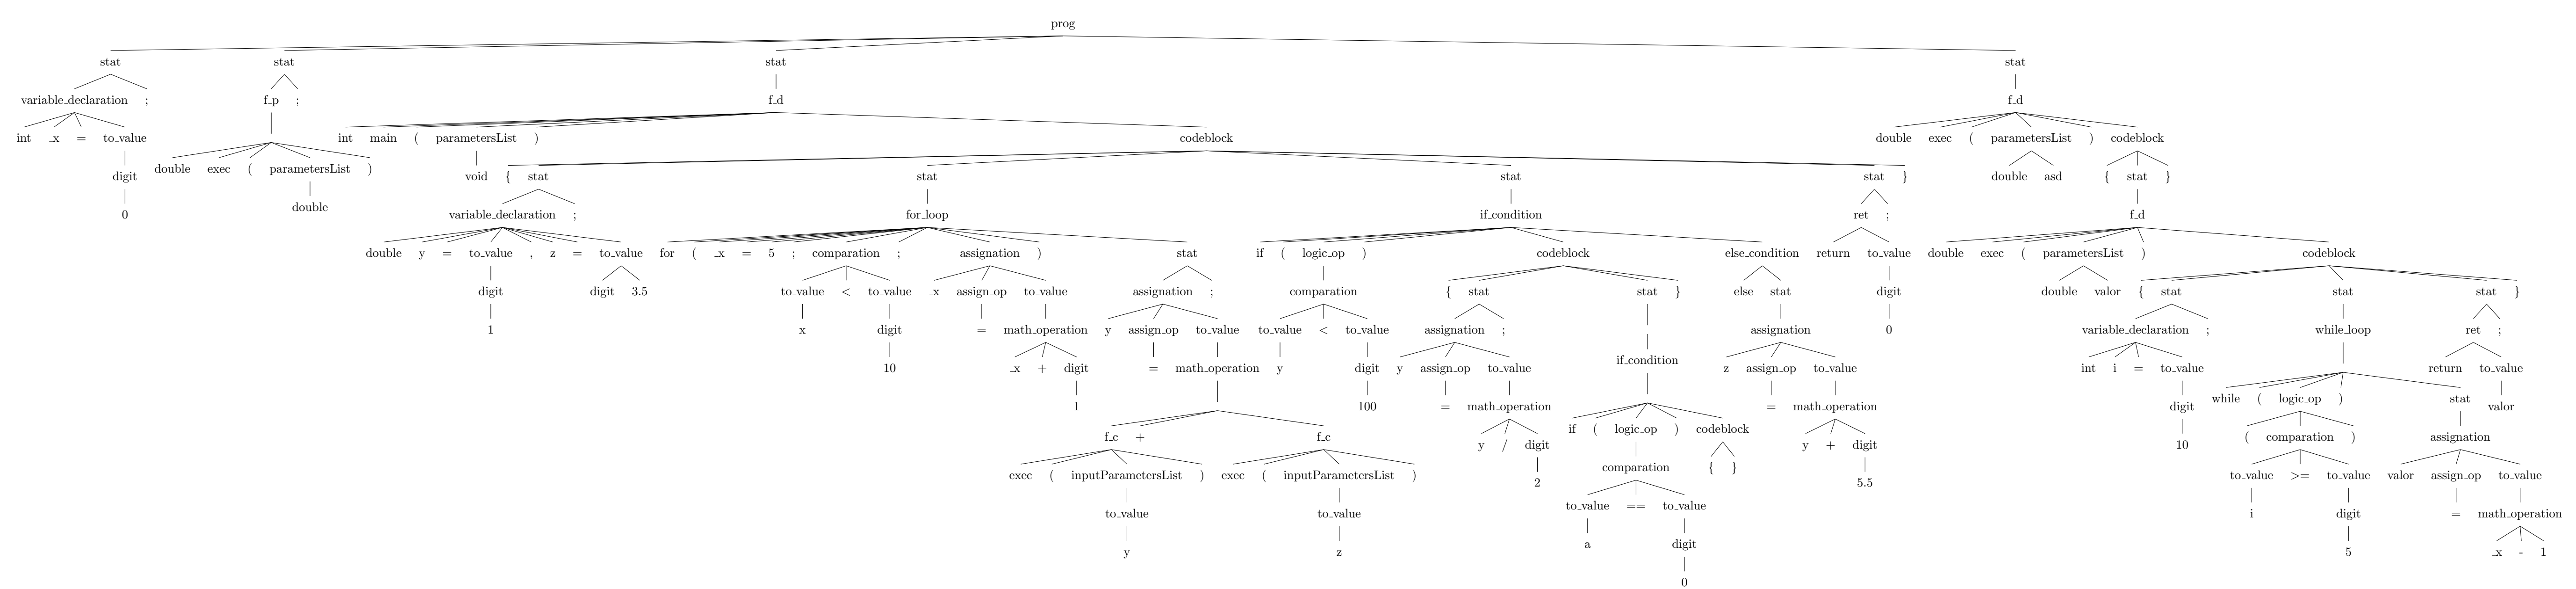 prog
stat stat stat stat
variable_declaration ; f_p ; f_d f_d
int _x = to_value int main ( parametersList ) codeblock double exec ( parametersList ) codeblock
double exec ( parametersList )
digit void { stat stat stat stat } double asd { stat }
double
0 variable_declaration ; for_loop if_condition ret ; f_d
double y = to_value , z = to_value for ( _x = 5 ; comparation ; assignation ) stat if ( logic_op ) codeblock else_condition return to_value double exec ( parametersList ) codeblock
digit digit 3.5 to_value < to_value _x assign_op to_value assignation ; comparation { stat stat } else stat digit double valor { stat stat stat }
1 x digit = math_operation y assign_op to_value to_value < to_value assignation ; assignation 0 variable_declaration ; while_loop ret ;
if_condition
10 _x + digit = math_operation y digit y assign_op to_value z assign_op to_value int i = to_value return to_value
while ( logic_op ) stat
1 100 = math_operation = math_operation digit valor
if ( logic_op ) codeblock
f_c + f_c ( comparation ) assignation
y / digit y + digit 10
comparation { }
exec ( inputParametersList ) exec ( inputParametersList ) to_value >= to_value valor assign_op to_value
2 5.5
to_value == to_value
to_value to_value i digit = math_operation
a digit
y z 5 _x - 1
0